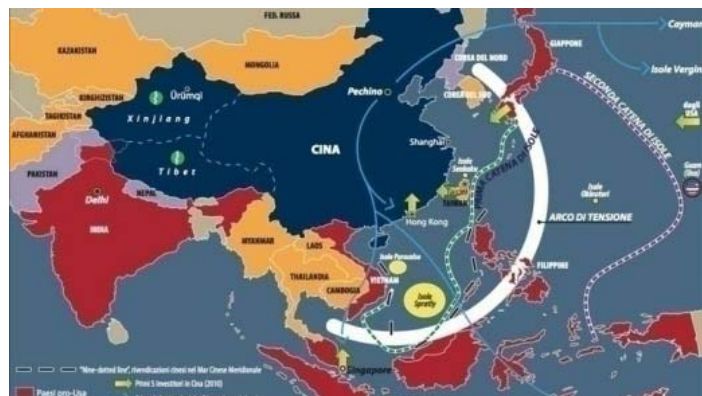 FED. RUSSA
Cayman
KAZAKISTAN
GIAPPONE
MONGOLIA
COREA DEL NORD
Isole Vergini
KIRGHIZISTAN
Ürümqi
Pechino
COREA DEL SUD
TAGIKISTAN
Xinjiang
SECONDA CATENA DI ISOLE
dagli
USA
AFGHANISTAN
CINA
Shanghai
PRIMA CATENA DI ISOLE
Tibet
Isole
Senkaku
Guam
(Usa)
PAKISTAN
NEPAL
TAIWAN
Isole
Okinotori
Delhi
Hong Kong
ARCO DI TENSIONE
INDIA
MYANMAR
LAOS
Isole Paracelso
THAILANDIA
VIETNAM
FILIPPINE
CAMBOGIA
Isole
Spratly
"Nine-dotted line", rivendicazioni cinesi nel Mar Cinese Meridionale
Primi 5 investitori in Cina (2010)
Singapore
Paesi pro-Usa